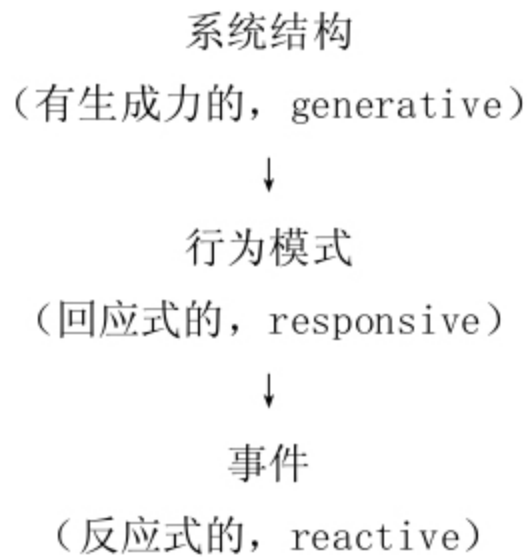 系统结构
（有生成力的，generative）
↓
行为模式
（回应式的，responsive）
↓
事件
（反应式的，reactive）